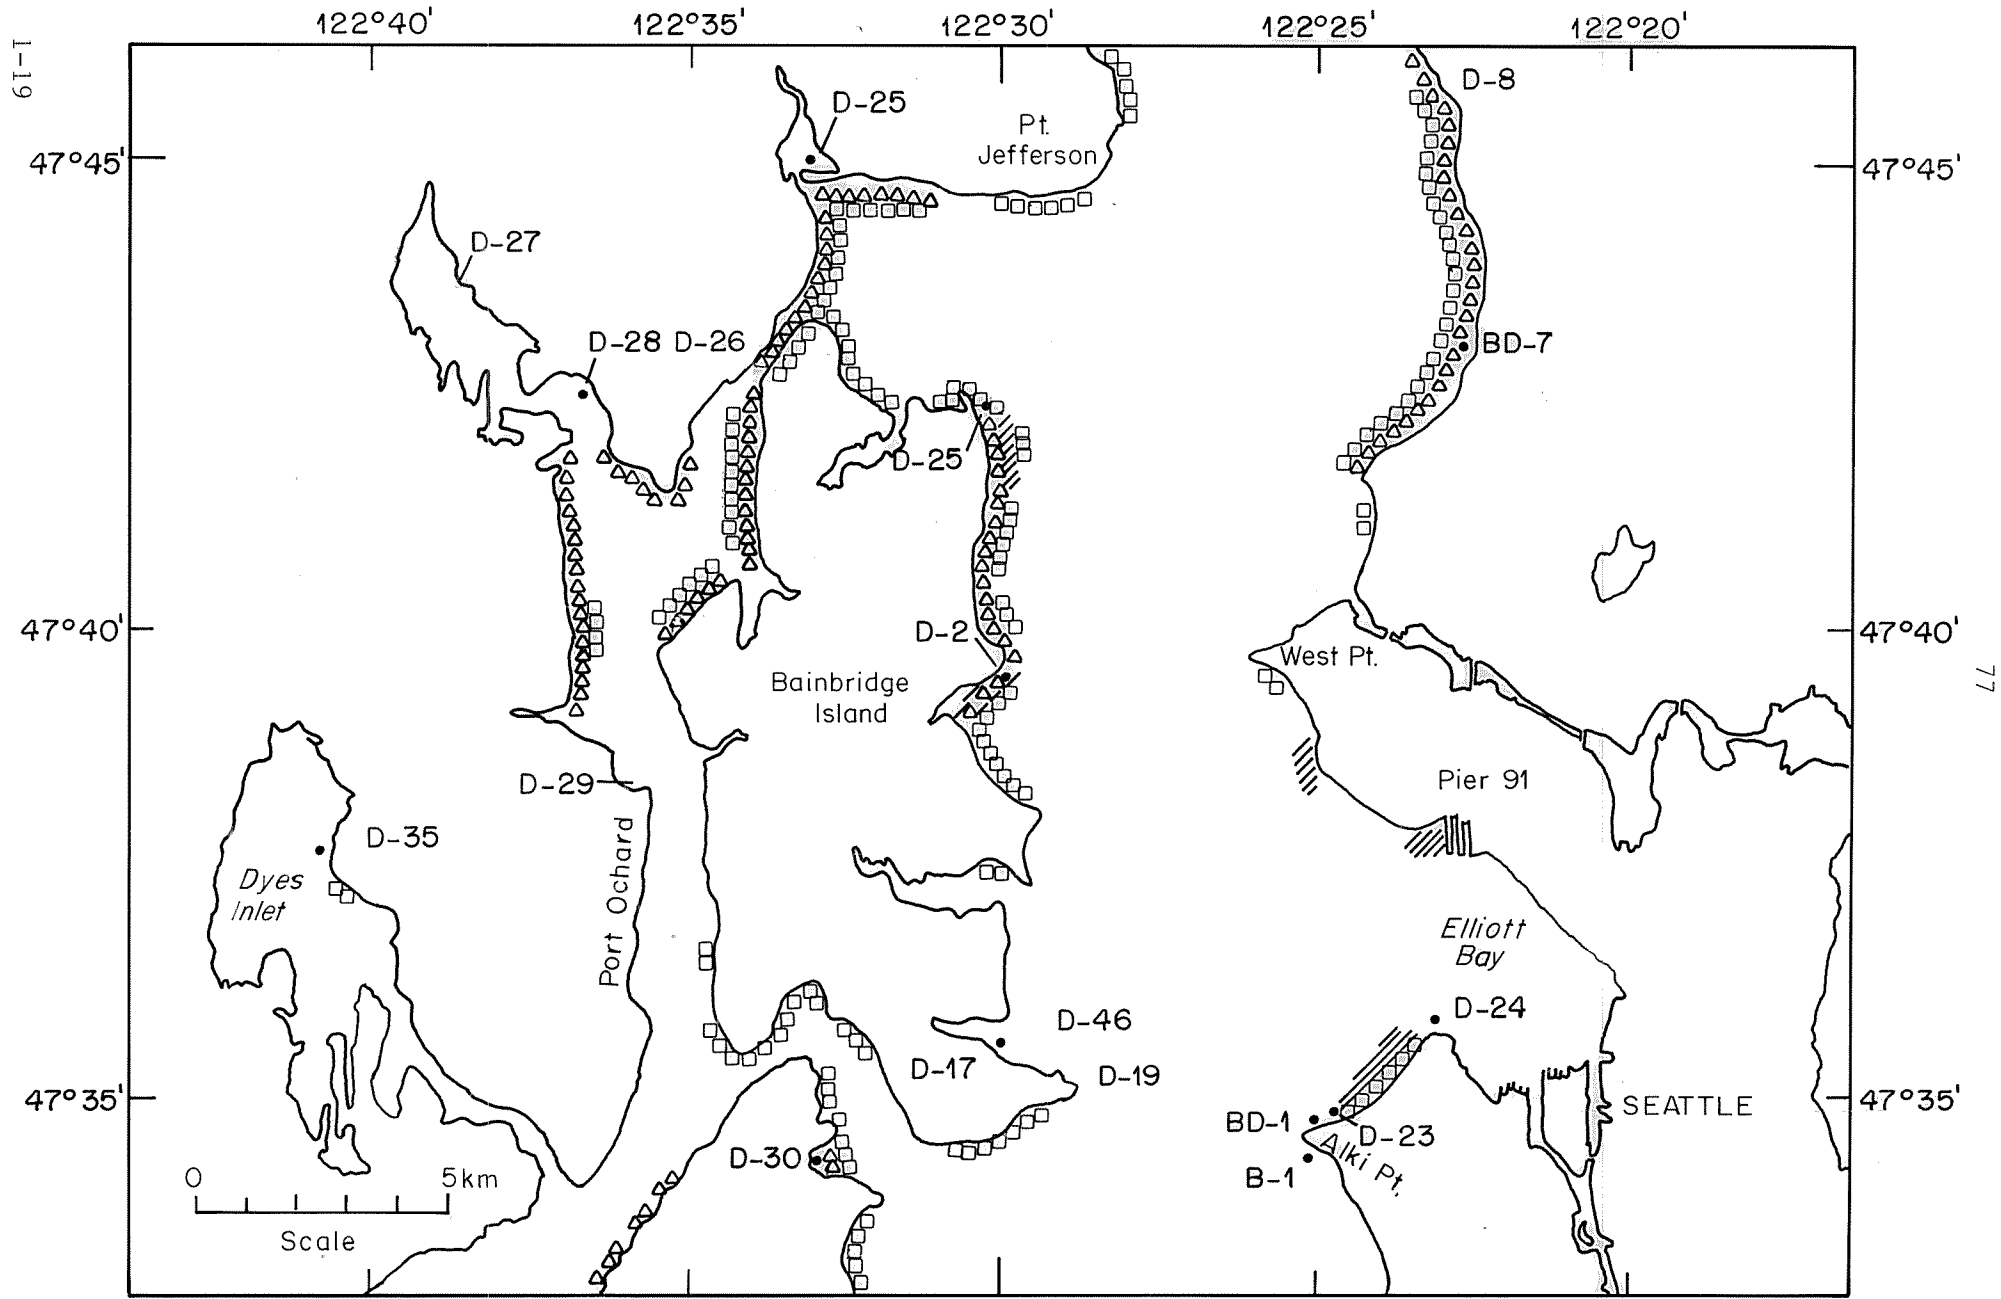 122°40' 122°35' 122°30' 122°25' 122°20'
1-19
D-8
D-25
Pt.
Jefferson
47°45' 47°45'
D-27
D-28 D-26
BD-7
D-25
47°40' 47°40'
D-2
West Pt.
Bainbridge
Island
77
D-29
Pier 91
D-35
Dyes
Inlet
Port Ochard
Elliott
Bay
D-24
D-46
D-17
D-19
47°35' 47°35'
SEATTLE
BD-1
D-23
Alki Pt.
D-30
B-1
0 5km
Scale